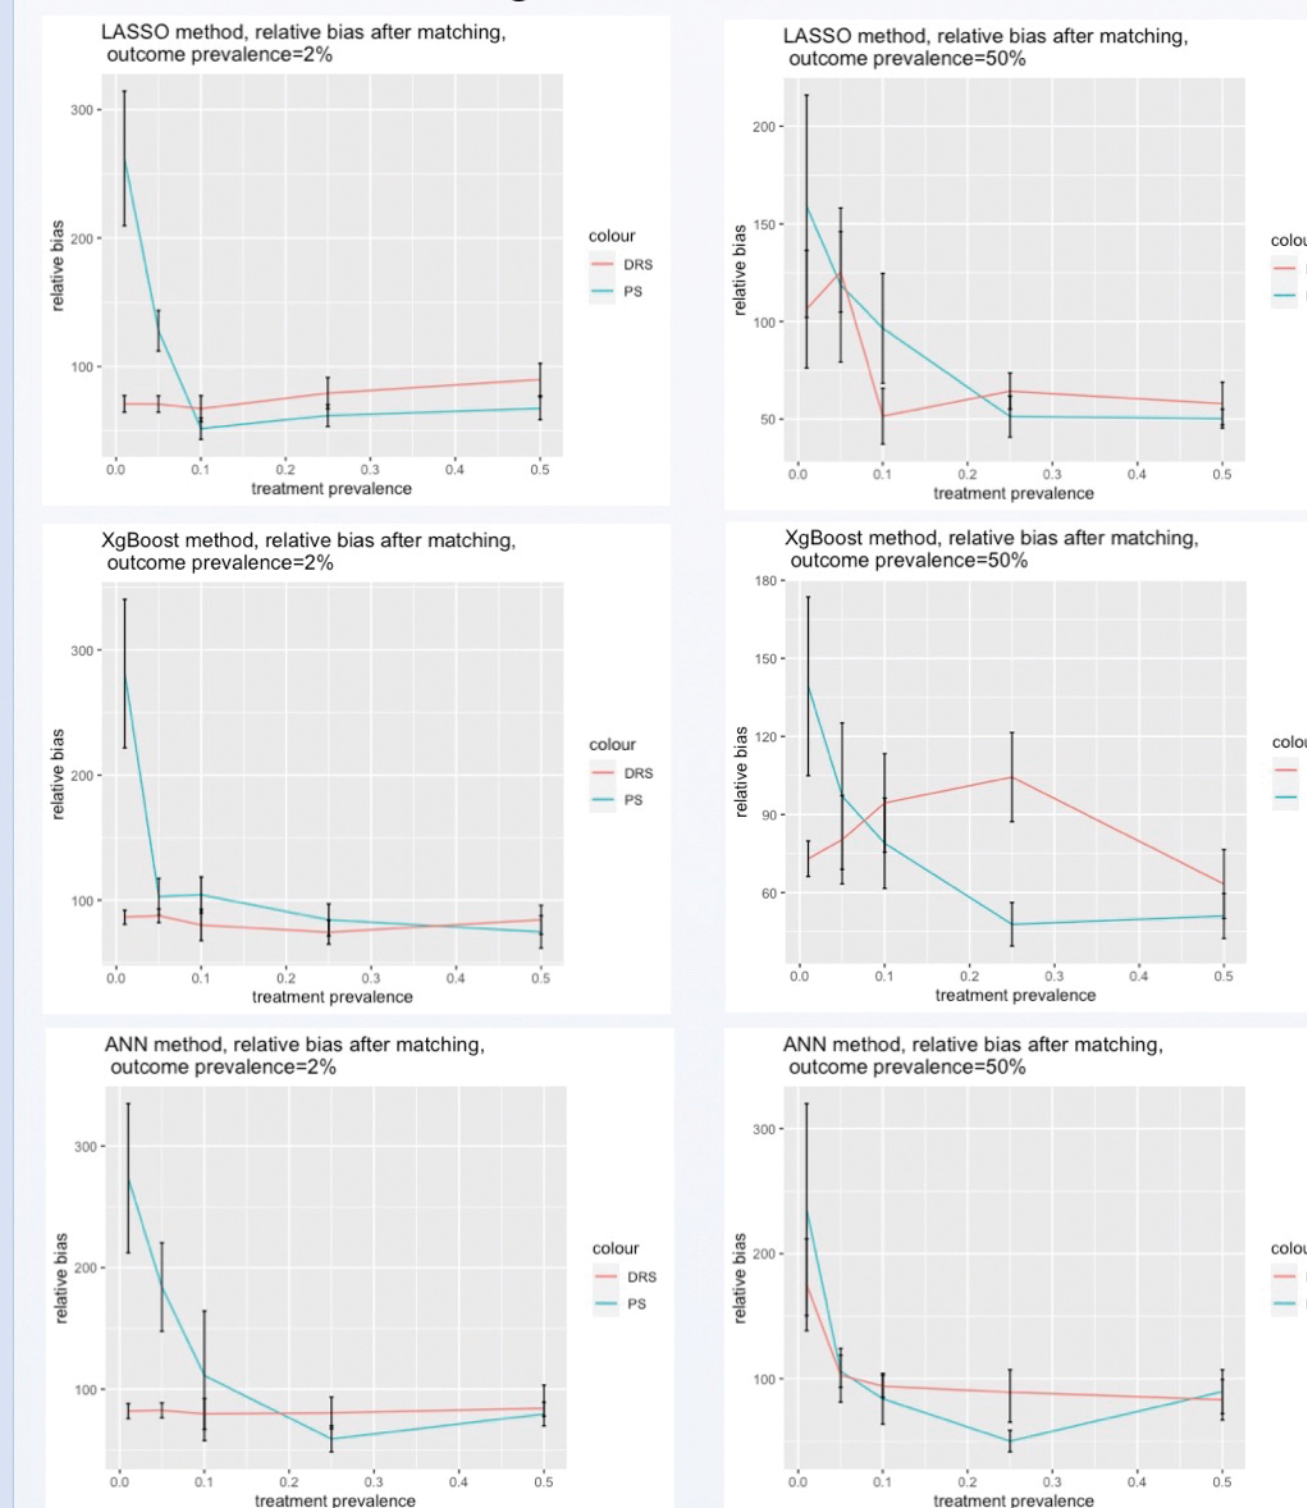 LASSO method, relative bias after matching,
outcome prevalence=2%
300
200
100
relative bias
0.0 0.1 0.2 0.3 0.4 0.5
treatment prevalence
colour
DRS
PS
LASSO method, relative bias after matching,
outcome prevalence=50%
200
150
100
50
relative bias
0.0 0.1 0.2 0.3 0.4 0.5
treatment prevalence
colou
XgBoost method, relative bias after matching,
outcome prevalence=2%
300
200
100
relative bias
0.0 0.1 0.2 0.3 0.4 0.5
treatment prevalence
colour
DRS
PS
XgBoost method, relative bias after matching,
outcome prevalence=50%
180
150
120
90
60
relative bias
0.0 0.1 0.2 0.3 0.4 0.5
treatment prevalence
colou
ANN method, relative bias after matching,
outcome prevalence=2%
300
200
100
relative bias
0.0 0.1 0.2 0.3 0.4 0.5
treatment prevalence
colour
DRS
PS
ANN method, relative bias after matching,
outcome prevalence=50%
300
200
100
relative bias
0.0 0.1 0.2 0.3 0.4 0.5
treatment prevalence
colou